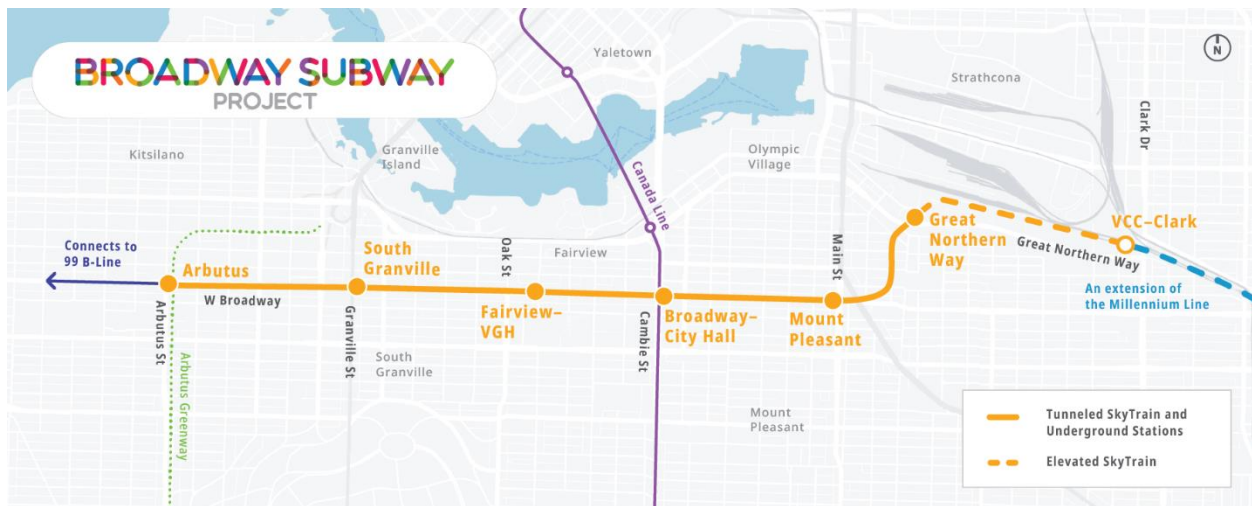 BROADWAY SUBWAY
PROJECT
Yaletown
N
Strathcona
Clark Dr
Kitsilano
Granville
Island
Olympic
Village
Canada Line
Connects to
99 B-Line
Arbutus
South
Granville
Oak St
Fairview
Main St
Great
Northern
Way
VCC–Clark
Great Northern Way
An extension of
the Millennium Line
W Broadway
Arbutus St
Granville St
Fairview–
VGH
Cambie St
Broadway–
City Hall
Mount
Pleasant
Arbutus Greenway
South
Granville
Mount
Pleasant
Tunneled SkyTrain and
Underground Stations
Elevated SkyTrain